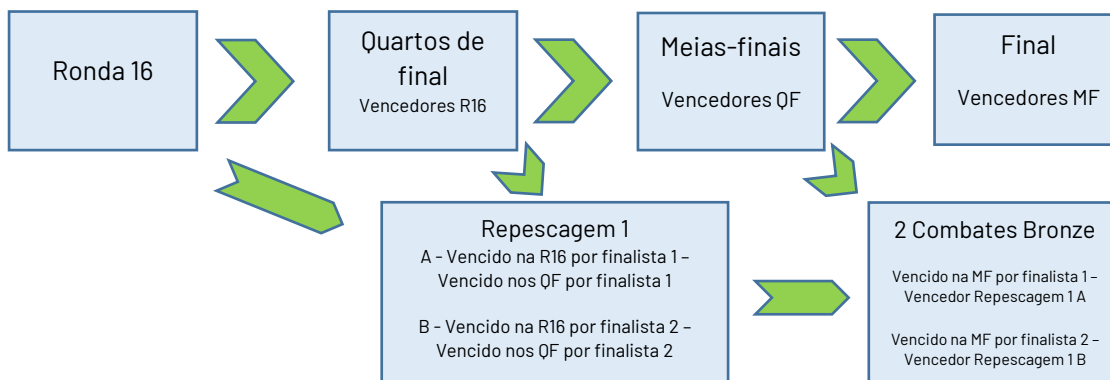 Ronda 16
Quartos de
final
Vencedores R16
Meias-finais
Vencedores QF
Final
Vencedores MF
Repescagem 1
A - Vencido na R16 por finalista 1 –
Vencido nos QF por finalista 1
B - Vencido na R16 por finalista 2 –
Vencido nos QF por finalista 2
2 Combates Bronze
Vencido na MF por finalista 1 –
Vencedor Repescagem 1 A
Vencido na MF por finalista 2 –
Vencedor Repescagem 1 B